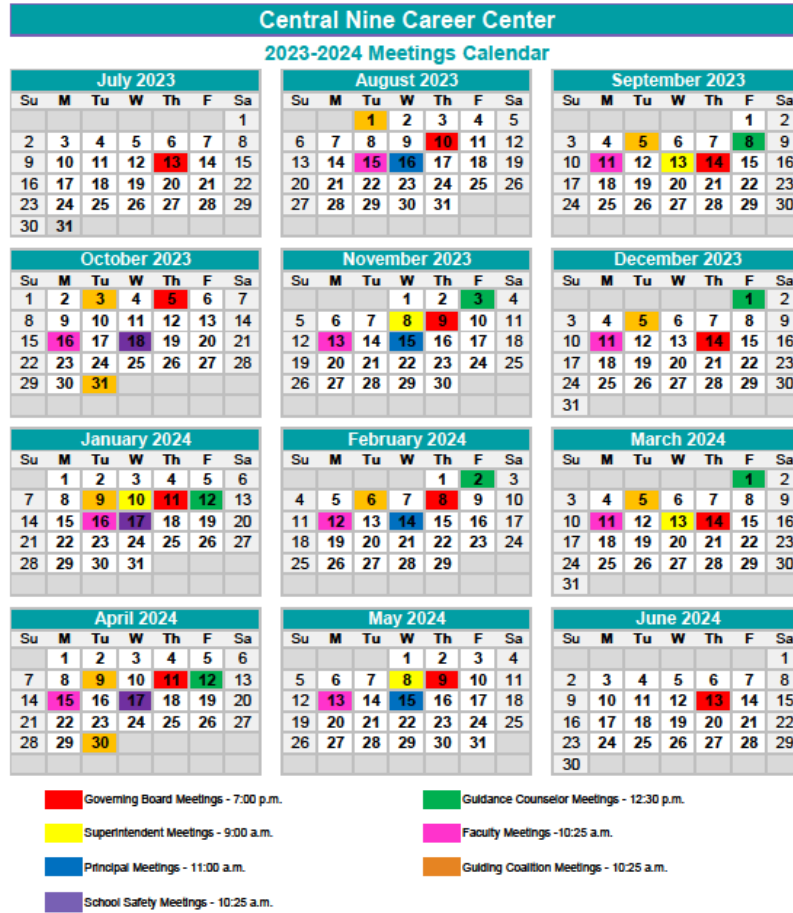 Central Nine Career Center
2023-2024 Meetings Calendar
July 2023
Su M Tu W Th F Sa
1
2 3 4 5 6 7 8
9 10 11 12 13 14 15
16 17 18 19 20 21 22
23 24 25 26 27 28 29
30 31
August 2023
Su M Tu W Th F Sa
1 2 3 4 5
6 7 8 9 10 11 12
13 14 15 16 17 18 19
20 21 22 23 24 25 26
27 28 29 30 31
September 2023
Su M Tu W Th F Sa
1 2
3 4 5 6 7 8 9
10 11 12 13 14 15 16
17 18 19 20 21 22 23
24 25 26 27 28 29 30
October 2023
Su M Tu W Th F Sa
1 2 3 4 5 6 7
8 9 10 11 12 13 14
15 16 17 18 19 20 21
22 23 24 25 26 27 28
29 30 31
November 2023
Su M Tu W Th F Sa
1 2 3 4
5 6 7 8 9 10 11
12 13 14 15 16 17 18
19 20 21 22 23 24 25
26 27 28 29 30
December 2023
Su M Tu W Th F Sa
1 2
3 4 5 6 7 8 9
10 11 12 13 14 15 16
17 18 19 20 21 22 23
24 25 26 27 28 29 30
31
January 2024
Su M Tu W Th F Sa
1 2 3 4 5 6
7 8 9 10 11 12 13
14 15 16 17 18 19 20
21 22 23 24 25 26 27
28 29 30 31
February 2024
Su M Tu W Th F Sa
1 2 3
4 5 6 7 8 9 10
11 12 13 14 15 16 17
18 19 20 21 22 23 24
25 26 27 28 29
March 2024
Su M Tu W Th F Sa
1 2
3 4 5 6 7 8 9
10 11 12 13 14 15 16
17 18 19 20 21 22 23
24 25 26 27 28 29 30
31
April 2024
Su M Tu W Th F Sa
1 2 3 4 5 6
7 8 9 10 11 12 13
14 15 16 17 18 19 20
21 22 23 24 25 26 27
28 29 30
May 2024
Su M Tu W Th F Sa
1 2 3 4
5 6 7 8 9 10 11
12 13 14 15 16 17 18
19 20 21 22 23 24 25
26 27 28 29 30 31
June 2024
Su M Tu W Th F Sa
1
2 3 4 5 6 7 8
9 10 11 12 13 14 15
16 17 18 19 20 21 22
23 24 25 26 27 28 29
30
Governing Board Meetings - 7:00 p.m.
Superintendent Meetings - 9:00 a.m.
Principal Meetings - 11:00 a.m.
School Safety Meetings - 10:25 a.m.
Guidance Counselor Meetings - 12:30 p.m.
Faculty Meetings -10:25 a.m.
Guiding Coalition Meetings - 10:25 a.m.